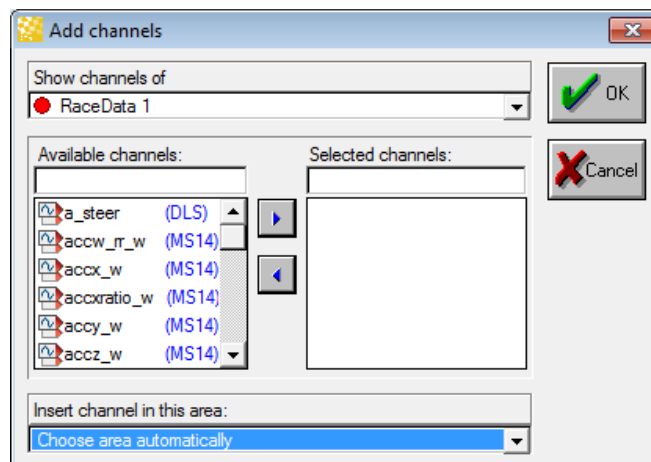 Add channels
Show channels of
RaceData 1
OK
Cancel
Available channels:
Selected channels:
a_steer (DLS)
accw_rr_w (MS14)
accx_w (MS14)
accxratio_w (MS14)
accy_w (MS14)
accz_w (MS14)
Insert channel in this area:
Choose area automatically